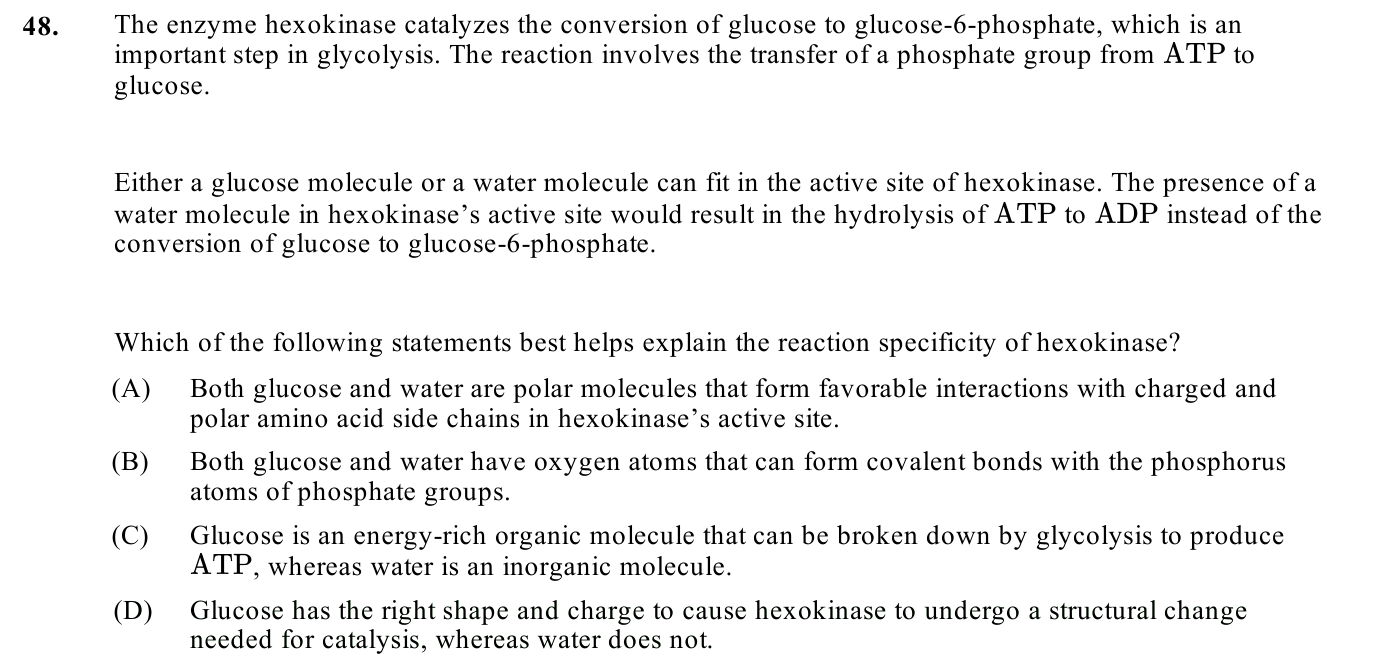 48. The enzyme hexokinase catalyzes the conversion of glucose to glucose-6-phosphate, which is an
important step in glycolysis. The reaction involves the transfer of a phosphate group from ATP to
glucose.
Either a glucose molecule or a water molecule can fit in the active site of hexokinase. The presence of a
water molecule in hexokinase’s active site would result in the hydrolysis of ATP to ADP instead of the
conversion of glucose to glucose-6-phosphate.
Which of the following statements best helps explain the reaction specificity of hexokinase?
(A) Both glucose and water are polar molecules that form favorable interactions with charged and
polar amino acid side chains in hexokinase’s active site.
(B) Both glucose and water have oxygen atoms that can form covalent bonds with the phosphorus
atoms of phosphate groups.
(C) Glucose is an energy-rich organic molecule that can be broken down by glycolysis to produce
ATP, whereas water is an inorganic molecule.
(D) Glucose has the right shape and charge to cause hexokinase to undergo a structural change
needed for catalysis, whereas water does not.